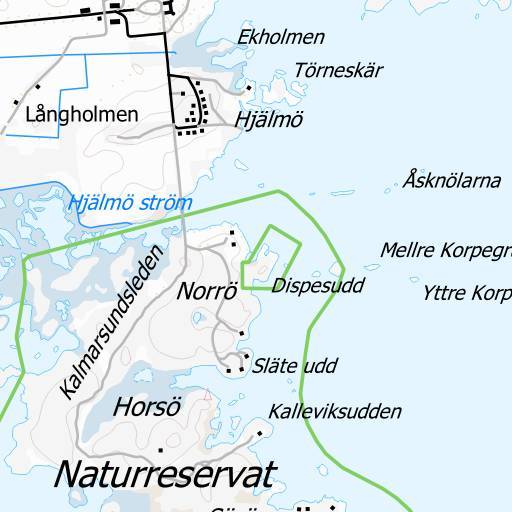 Ekholmen
Törneskär
Långholmen
Hjälmö
Åsknölarna
Hjälmö ström
Mellre Korpegr
Kalmarsundsleden
Norrö
Dispesudd
Yttre Korp
Släte udd
Horsö
Kalleviksudden
Naturreservat